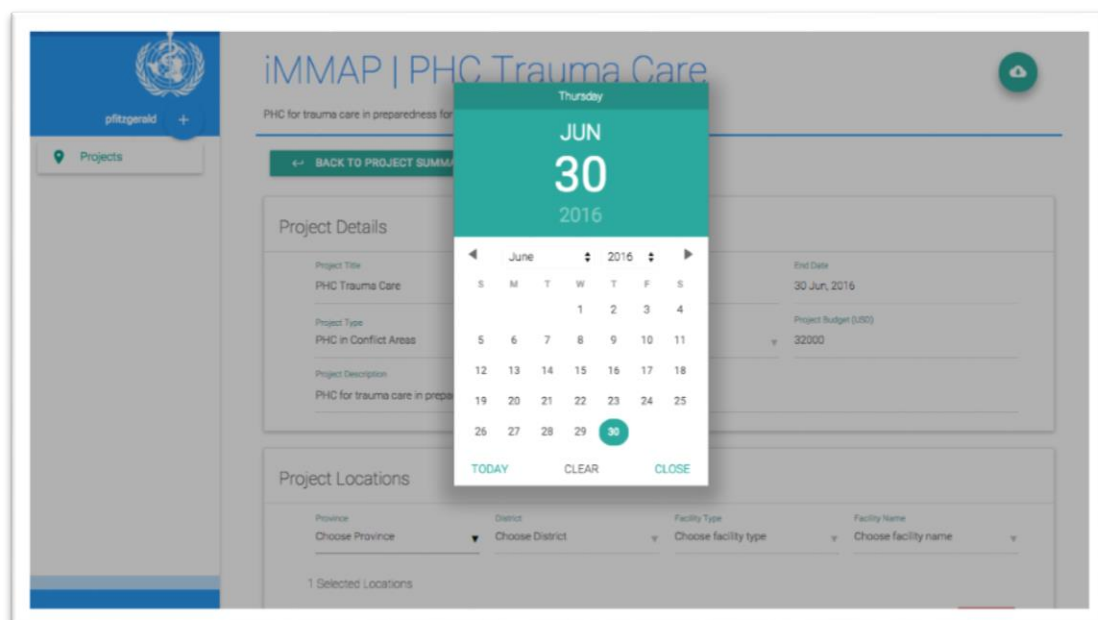 iMMAP | PHC Trauma Care
pfitzgerald +
PHC for trauma care in preparedness for
Projects
BACK TO PROJECT SUMMA
Thursday
JUN
30
2016
June 2016
S M T W T F S
1 2 3 4
5 6 7 8 9 10 11
12 13 14 15 16 17 18
19 20 21 22 23 24 25
26 27 28 29 30
TODAY CLEAR CLOSE
Project Details
Project Title
PHC Trauma Care
End Date
30 Jun, 2016
Project Type
PHC in Conflict Areas
Project Budget (USD)
32000
Project Description
PHC for trauma care in prepa
Project Locations
Province District Facility Type Facility Name
Choose Province Choose District Choose facility type Choose facility name
1 Selected Locations